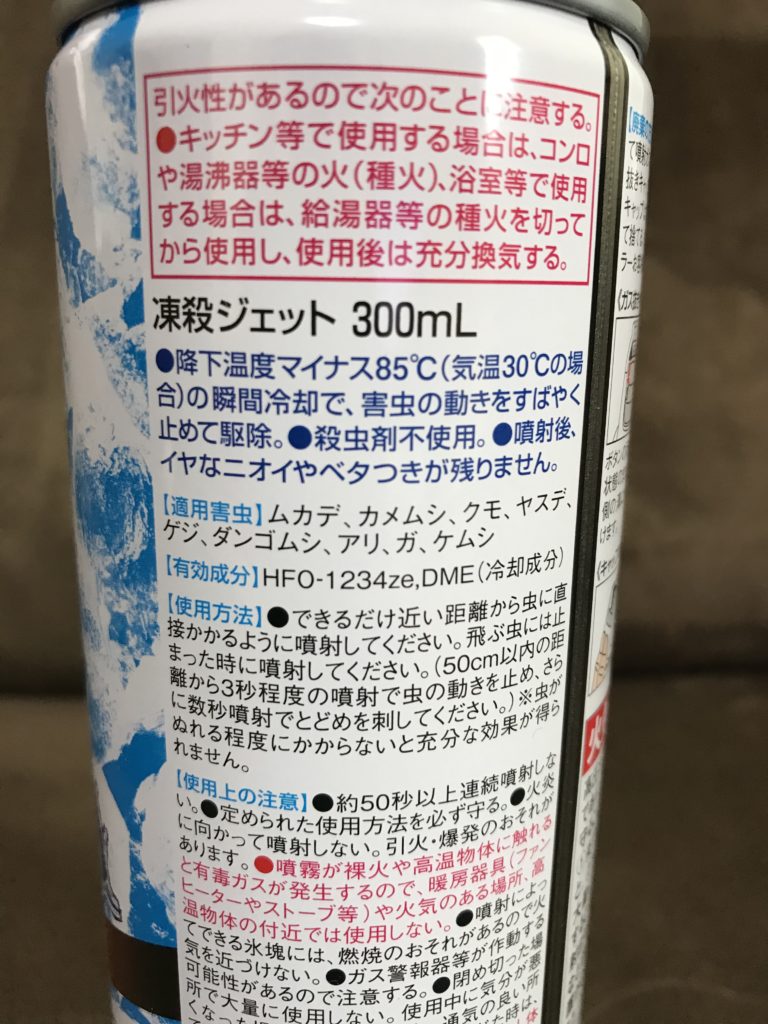 引火性があるので次のことに注意する。
●キッチン等で使用する場合は、コンロ
や湯沸器等の火(種火)、浴室等で使用
する場合は、給湯器等の種火を切って
から使用し、使用後は充分換気する。
凍殺ジェット 300mL
●降下温度マイナス85℃(気温30℃の場
合)の瞬間冷却で、害虫の動きをすばやく
止めて駆除。●殺虫剤不使用。●噴射後、
イヤなニオイやベタつきが残りません。
【適用害虫】ムカデ、カメムシ、クモ、ヤスデ、
ゲジ、ダンゴムシ、アリ、ガ、ケムシ
【有効成分】HFO-1234ze,DME(冷却成分)
【使用方法】●できるだけ近い距離から虫に直
接かかるように噴射してください。飛ぶ虫には止
まった時に噴射してください。(50cm以内の距
離から3秒程度の噴射で虫の動きを止め、さら
に数秒噴射でとどめを刺してください。)※虫が
ぬれる程度にかからないと充分な効果が得ら
れません。
【使用上の注意】●約50秒以上連続噴射しな
い。●定められた使用方法を必ず守る。●火炎
に向かって噴射しない。引火・爆発のおそれが
あります。●噴霧が裸火や高温物体に触れる
と有毒ガスが発生するので、暖房器具(ファン
ヒーターやストーブ等)や火気のある場所、高
温物体の付近では使用しない。●噴射によっ
てできる氷塊には、燃焼のおそれがあるので火
気を近づけない。●ガス警報器等が作動する
可能性があるので注意する。●閉め切った場
所で大量に使用しない。使用中に気分が悪
くなった
通気の良い所